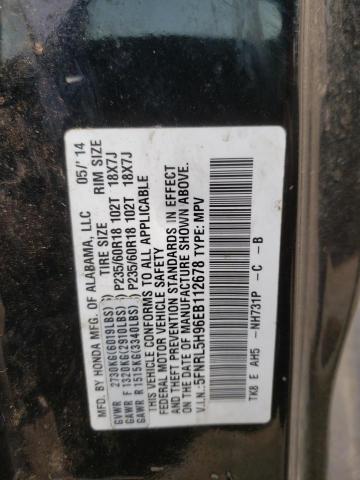 MFD. BY HONDA MFG. OF ALABAMA, LLC 05/'14
TIRE SIZE RIM SIZE
GVWR 2730KG(6019LBS)
GAWR F 1320KG(2910LBS) P235/60R18 102T 18X7J
GAWR R 1515KG(3340LBS) P235/60R18 102T 18X7J
THIS VEHICLE CONFORMS TO ALL APPLICABLE
FEDERAL MOTOR VEHICLE SAFETY
AND THEFT PREVENTION STANDARDS IN EFFECT
ON THE DATE OF MANUFACTURE SHOWN ABOVE.
V.I.N.:5FNRL5H96EB112678 TYPE: MPV
TK8 E AH5 -NH731P -C -B